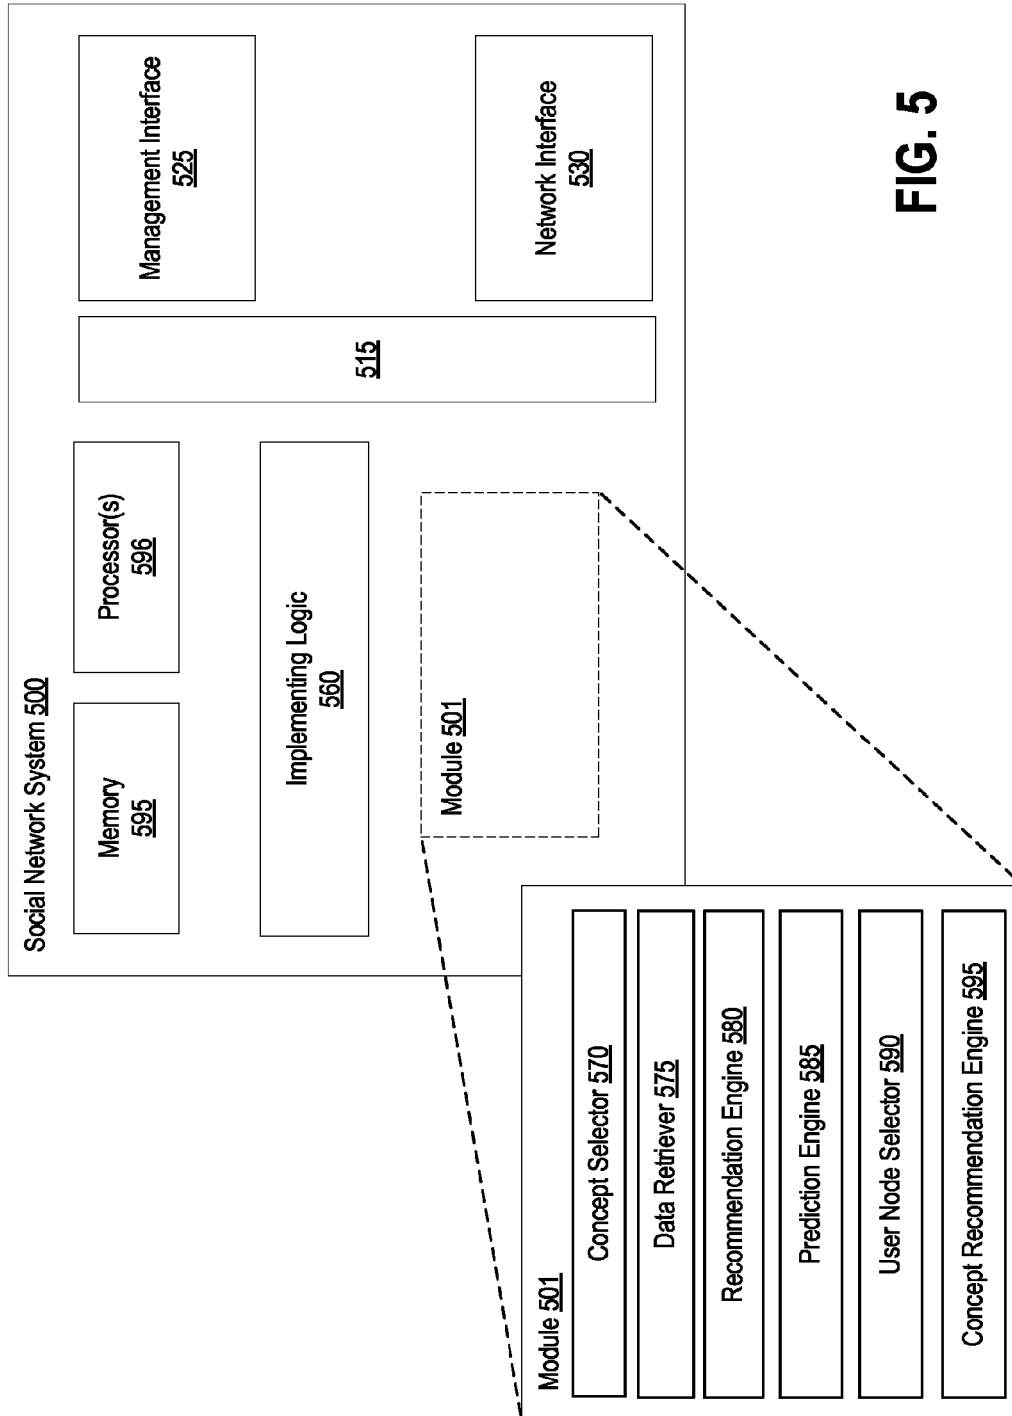 Social Network System 500
Memory
595
Processor(s)
596
Implementing Logic
560
Module 501
515
Management Interface
525
Network Interface
530
Module 501
Concept Selector 570
Data Retriever 575
Recommendation Engine 580
Prediction Engine 585
User Node Selector 590
Concept Recommendation Engine 595
FIG. 5